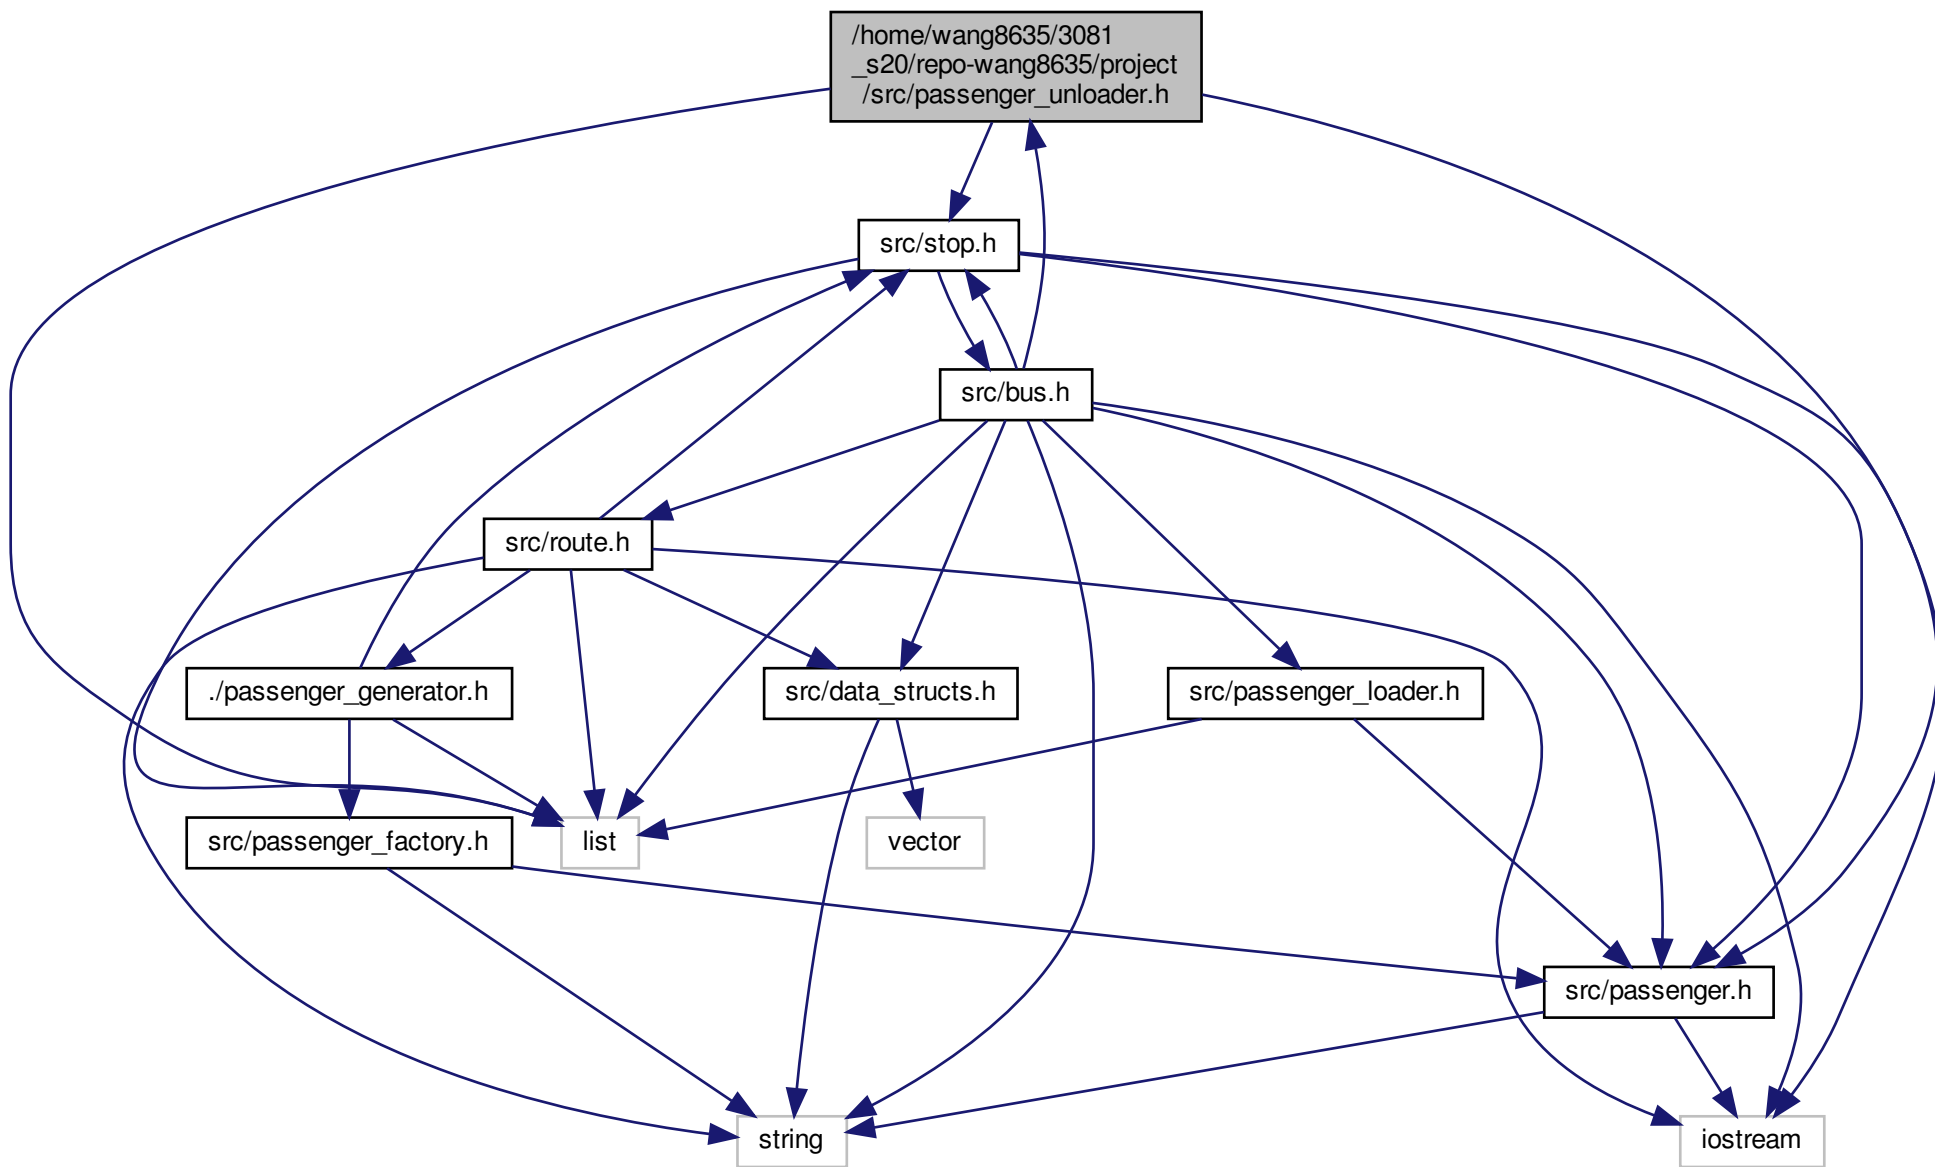 /home/wang8635/3081
_s20/repo-wang8635/project
/src/passenger_unloader.h
src/stop.h
src/bus.h
src/route.h
./passenger_generator.h
src/data_structs.h
src/passenger_loader.h
src/passenger_factory.h
list
vector
src/passenger.h
string
iostream